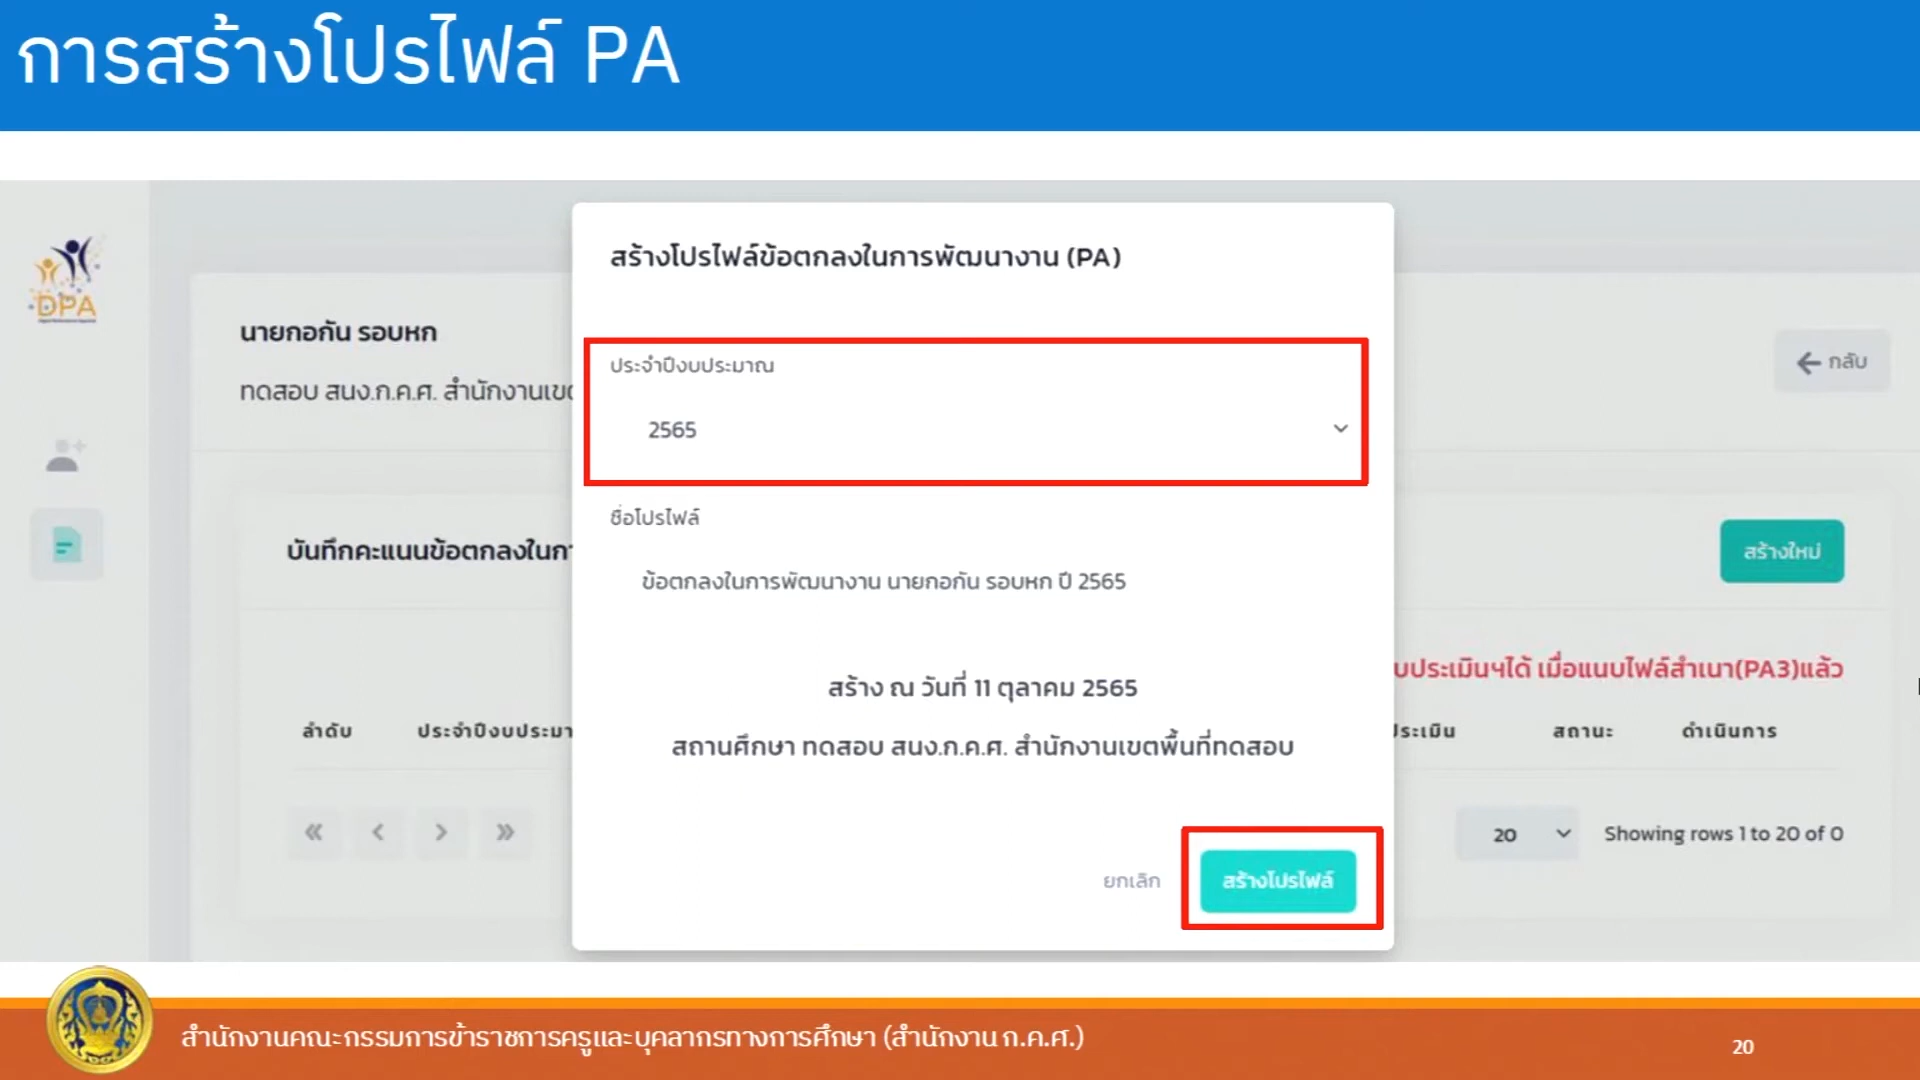 การสร้างโปรไฟล์ PA
สร้างโปรไฟล์ข้อตกลงในการพัฒนางาน (PA)
DPA
นายกอกัน รอบหก
ทดสอบ สนง.ก.ค.ศ. สำนักงานเขต
กลับ
ประจำปีงบประมาณ
2565
ชื่อโปรไฟล์
บันทึกคะแนนข้อตกลงในกา
สร้างใหม่
ข้อตกลงในการพัฒนางาน นายกอกัน รอบหก ปี 2565
บประเมินฯได้ เมื่อแนบไฟล์สำเนา(PA3)แล้ว
สร้าง ณ วันที่ 11 ตุลาคม 2565
ลำดับ ประจำปีงบประมา ประเมิน สถานะ ดำเนินการ
สถานศึกษา ทดสอบ สนง.ก.ค.ศ. สำนักงานเขตพื้นที่ทดสอบ
« ‹ › » 20 Showing rows 1 to 20 of 0
ยกเลิก สร้างโปรไฟล์
สำนักงานคณะกรรมการข้าราชการครูและบุคลากรทางการศึกษา (สำนักงาน ก.ค.ศ.)
20